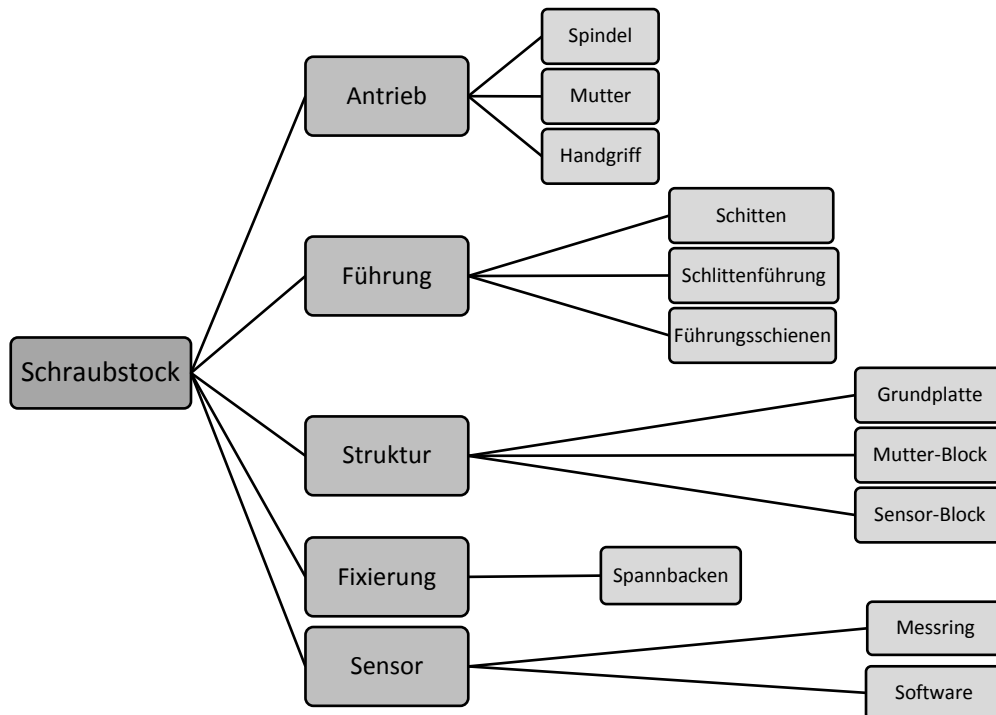 Schraubstock
Antrieb
Spindel
Mutter
Handgriff
Führung
Schitten
Schlittenführung
Führungsschienen
Struktur
Grundplatte
Mutter-Block
Sensor-Block
Fixierung
Spannbacken
Sensor
Messring
Software